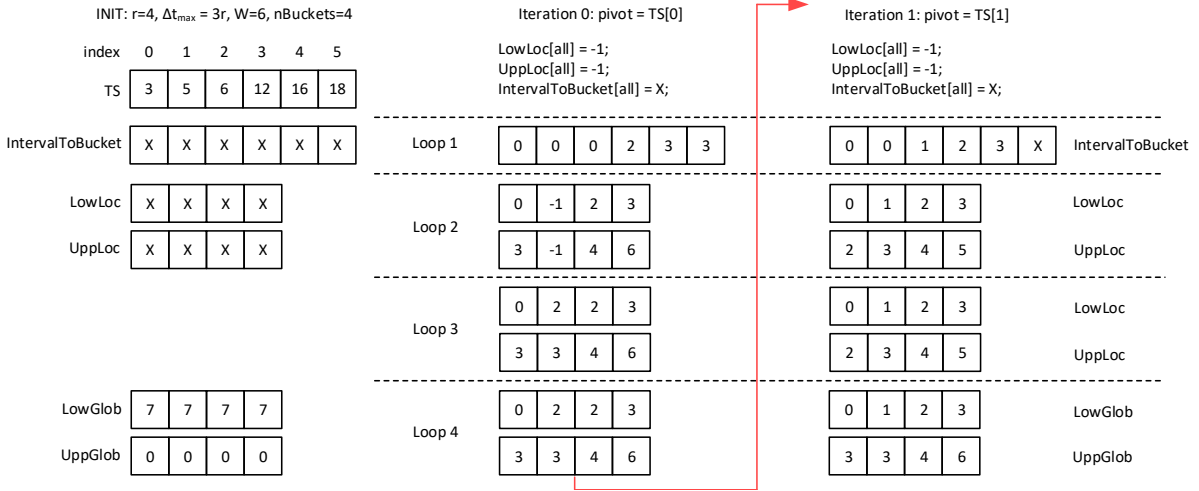 INIT: r=4, Δtmax = 3r, W=6, nBuckets=4
Iteration 0: pivot = TS[0]
Iteration 1: pivot = TS[1]
index 0 1 2 3 4 5
LowLoc[all] = -1;
UppLoc[all] = -1;
IntervalToBucket[all] = X;
LowLoc[all] = -1;
UppLoc[all] = -1;
IntervalToBucket[all] = X;
TS 3 5 6 12 16 18
IntervalToBucket X X X X X X
Loop 1
0 0 0 2 3 3
0 0 1 2 3 X IntervalToBucket
LowLoc X X X X
0 -1 2 3
0 1 2 3 LowLoc
Loop 2
UppLoc X X X X
3 -1 4 6
2 3 4 5 UppLoc
0 2 2 3
0 1 2 3 LowLoc
Loop 3
3 3 4 6
2 3 4 5 UppLoc
LowGlob 7 7 7 7
0 2 2 3
0 1 2 3 LowGlob
Loop 4
UppGlob 0 0 0 0
3 3 4 6
3 3 4 6 UppGlob